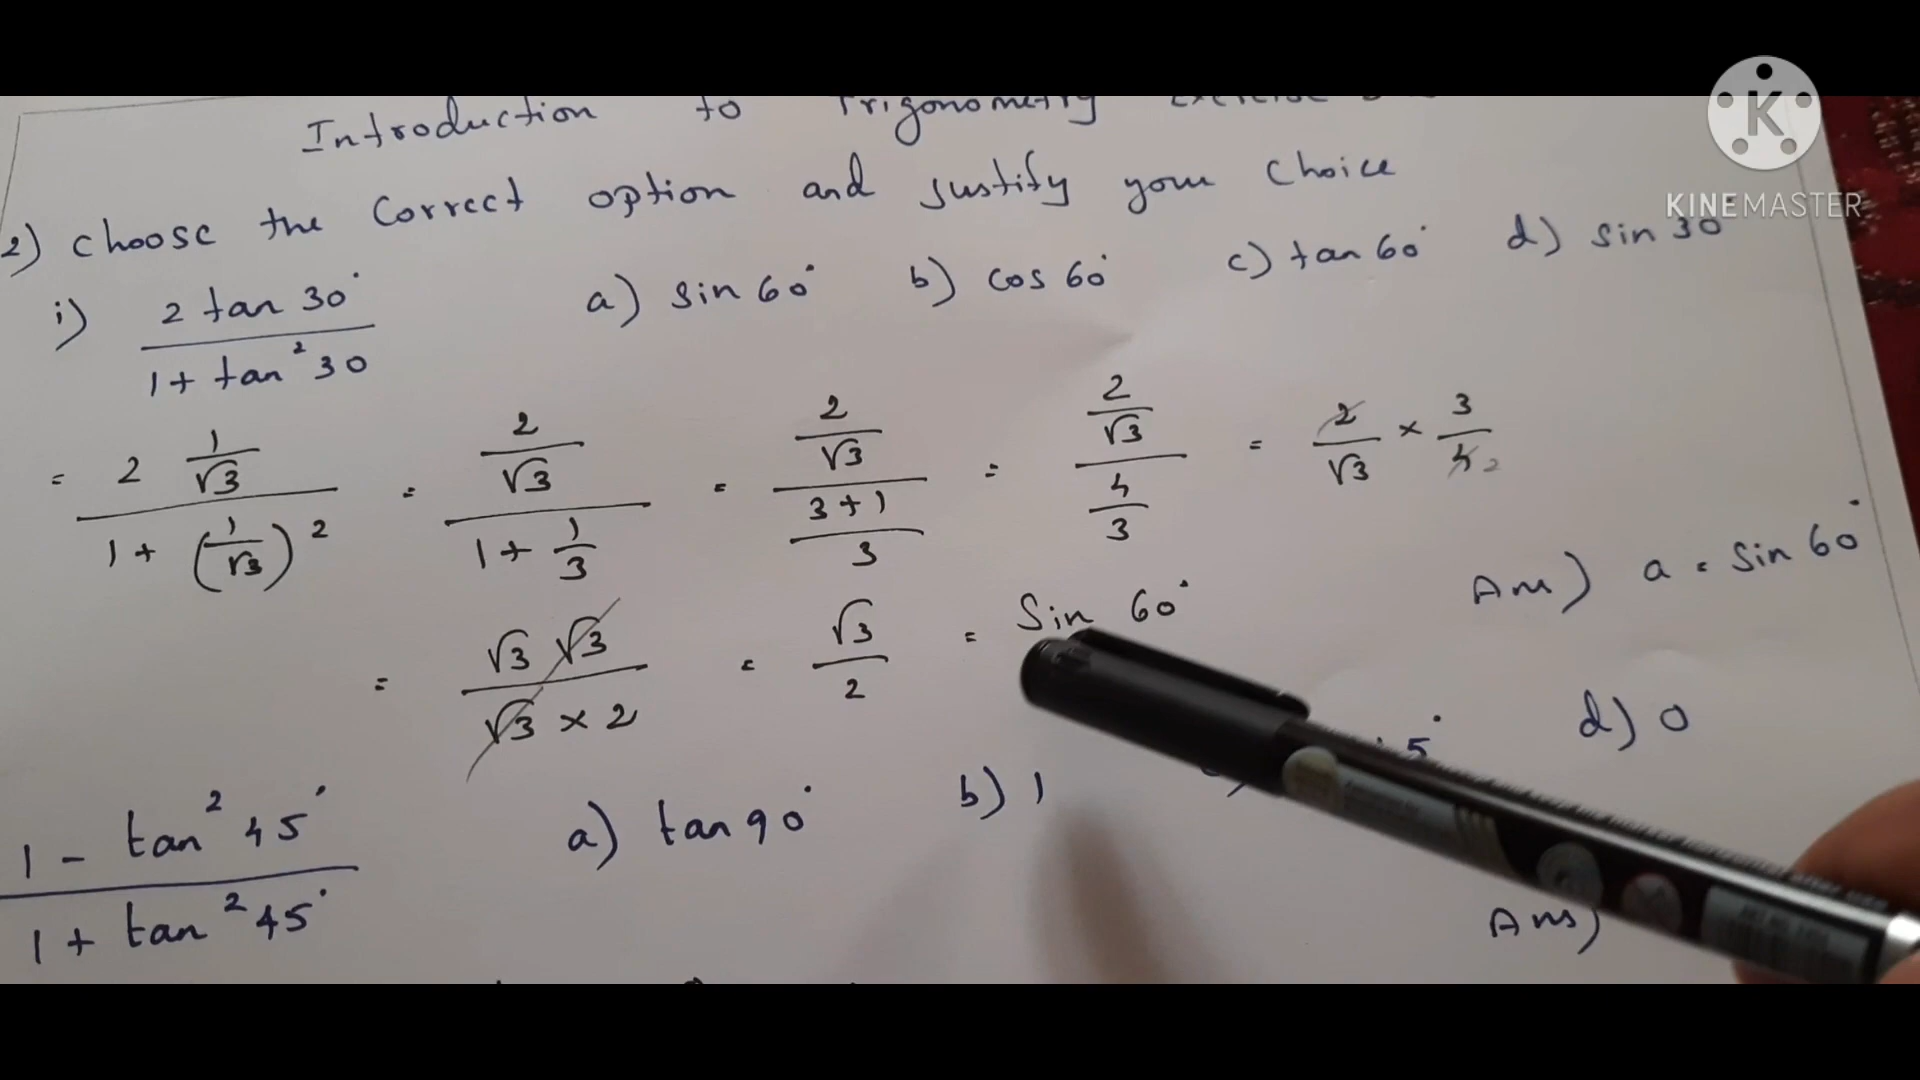 Introduction to Trigonometry Exercise
2) choose the correct option and justify your choice
i) 2 tan 30° / 1 + tan² 30 a) sin 60° b) cos 60° c) tan 60° d) sin 30
= 2 1/√3 / 1 + (1/√3)² = 2/√3 / 1 + 1/3 = 2/√3 / 3+1/3 = 2/√3 / 4/3 = 2/√3 × 3/4 2
= √3 √3 / √3 × 2 = √3/2 = Sin 60°
Ans) a = Sin 60°
1 - tan² 45° / 1 + tan² 45° a) tan 90° b) 1 d) 0
Ans)
K
KINEMASTER